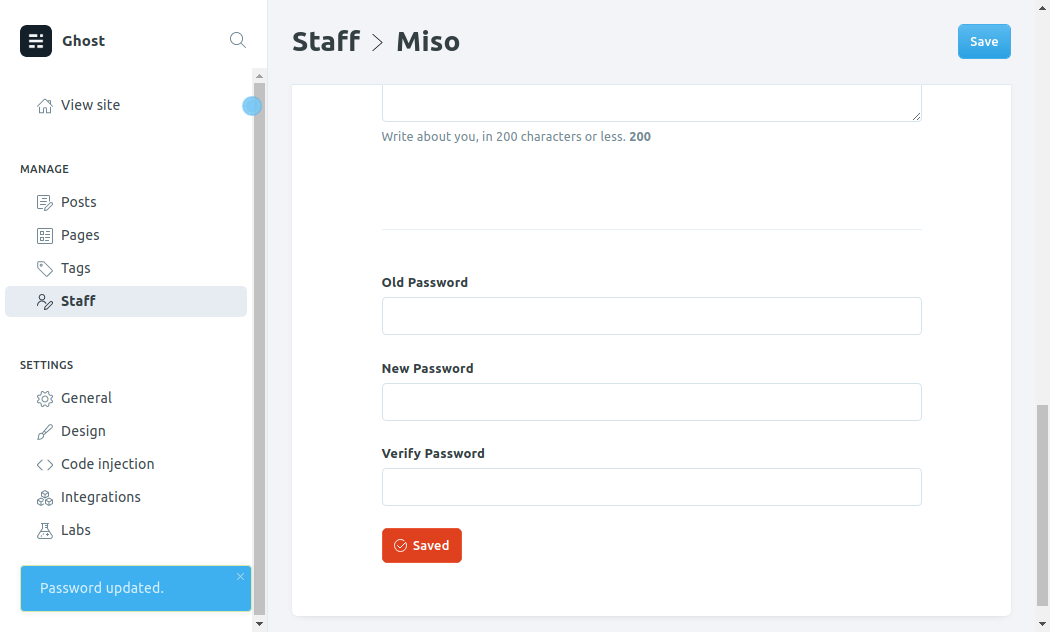 Ghost
Staff > Miso
Save
View site
Write about you, in 200 characters or less. 200
MANAGE
Posts
Pages
Tags
Staff
Old Password
New Password
Verify Password
Saved
SETTINGS
General
Design
Code injection
Integrations
Labs
Password updated.